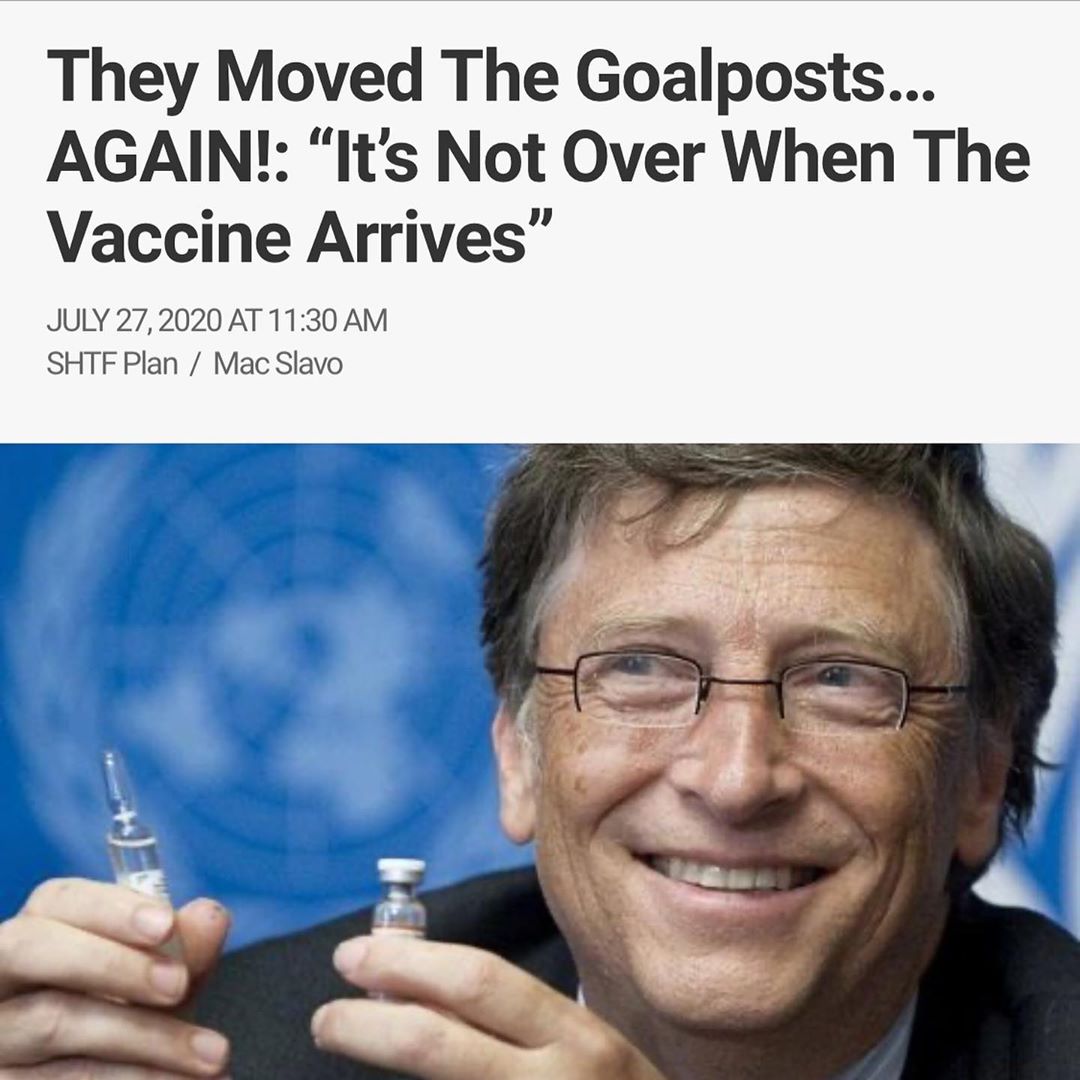 They Moved The Goalposts…
AGAIN!: “It’s Not Over When The
Vaccine Arrives”
JULY 27, 2020 AT 11:30 AM
SHTF Plan / Mac Slavo